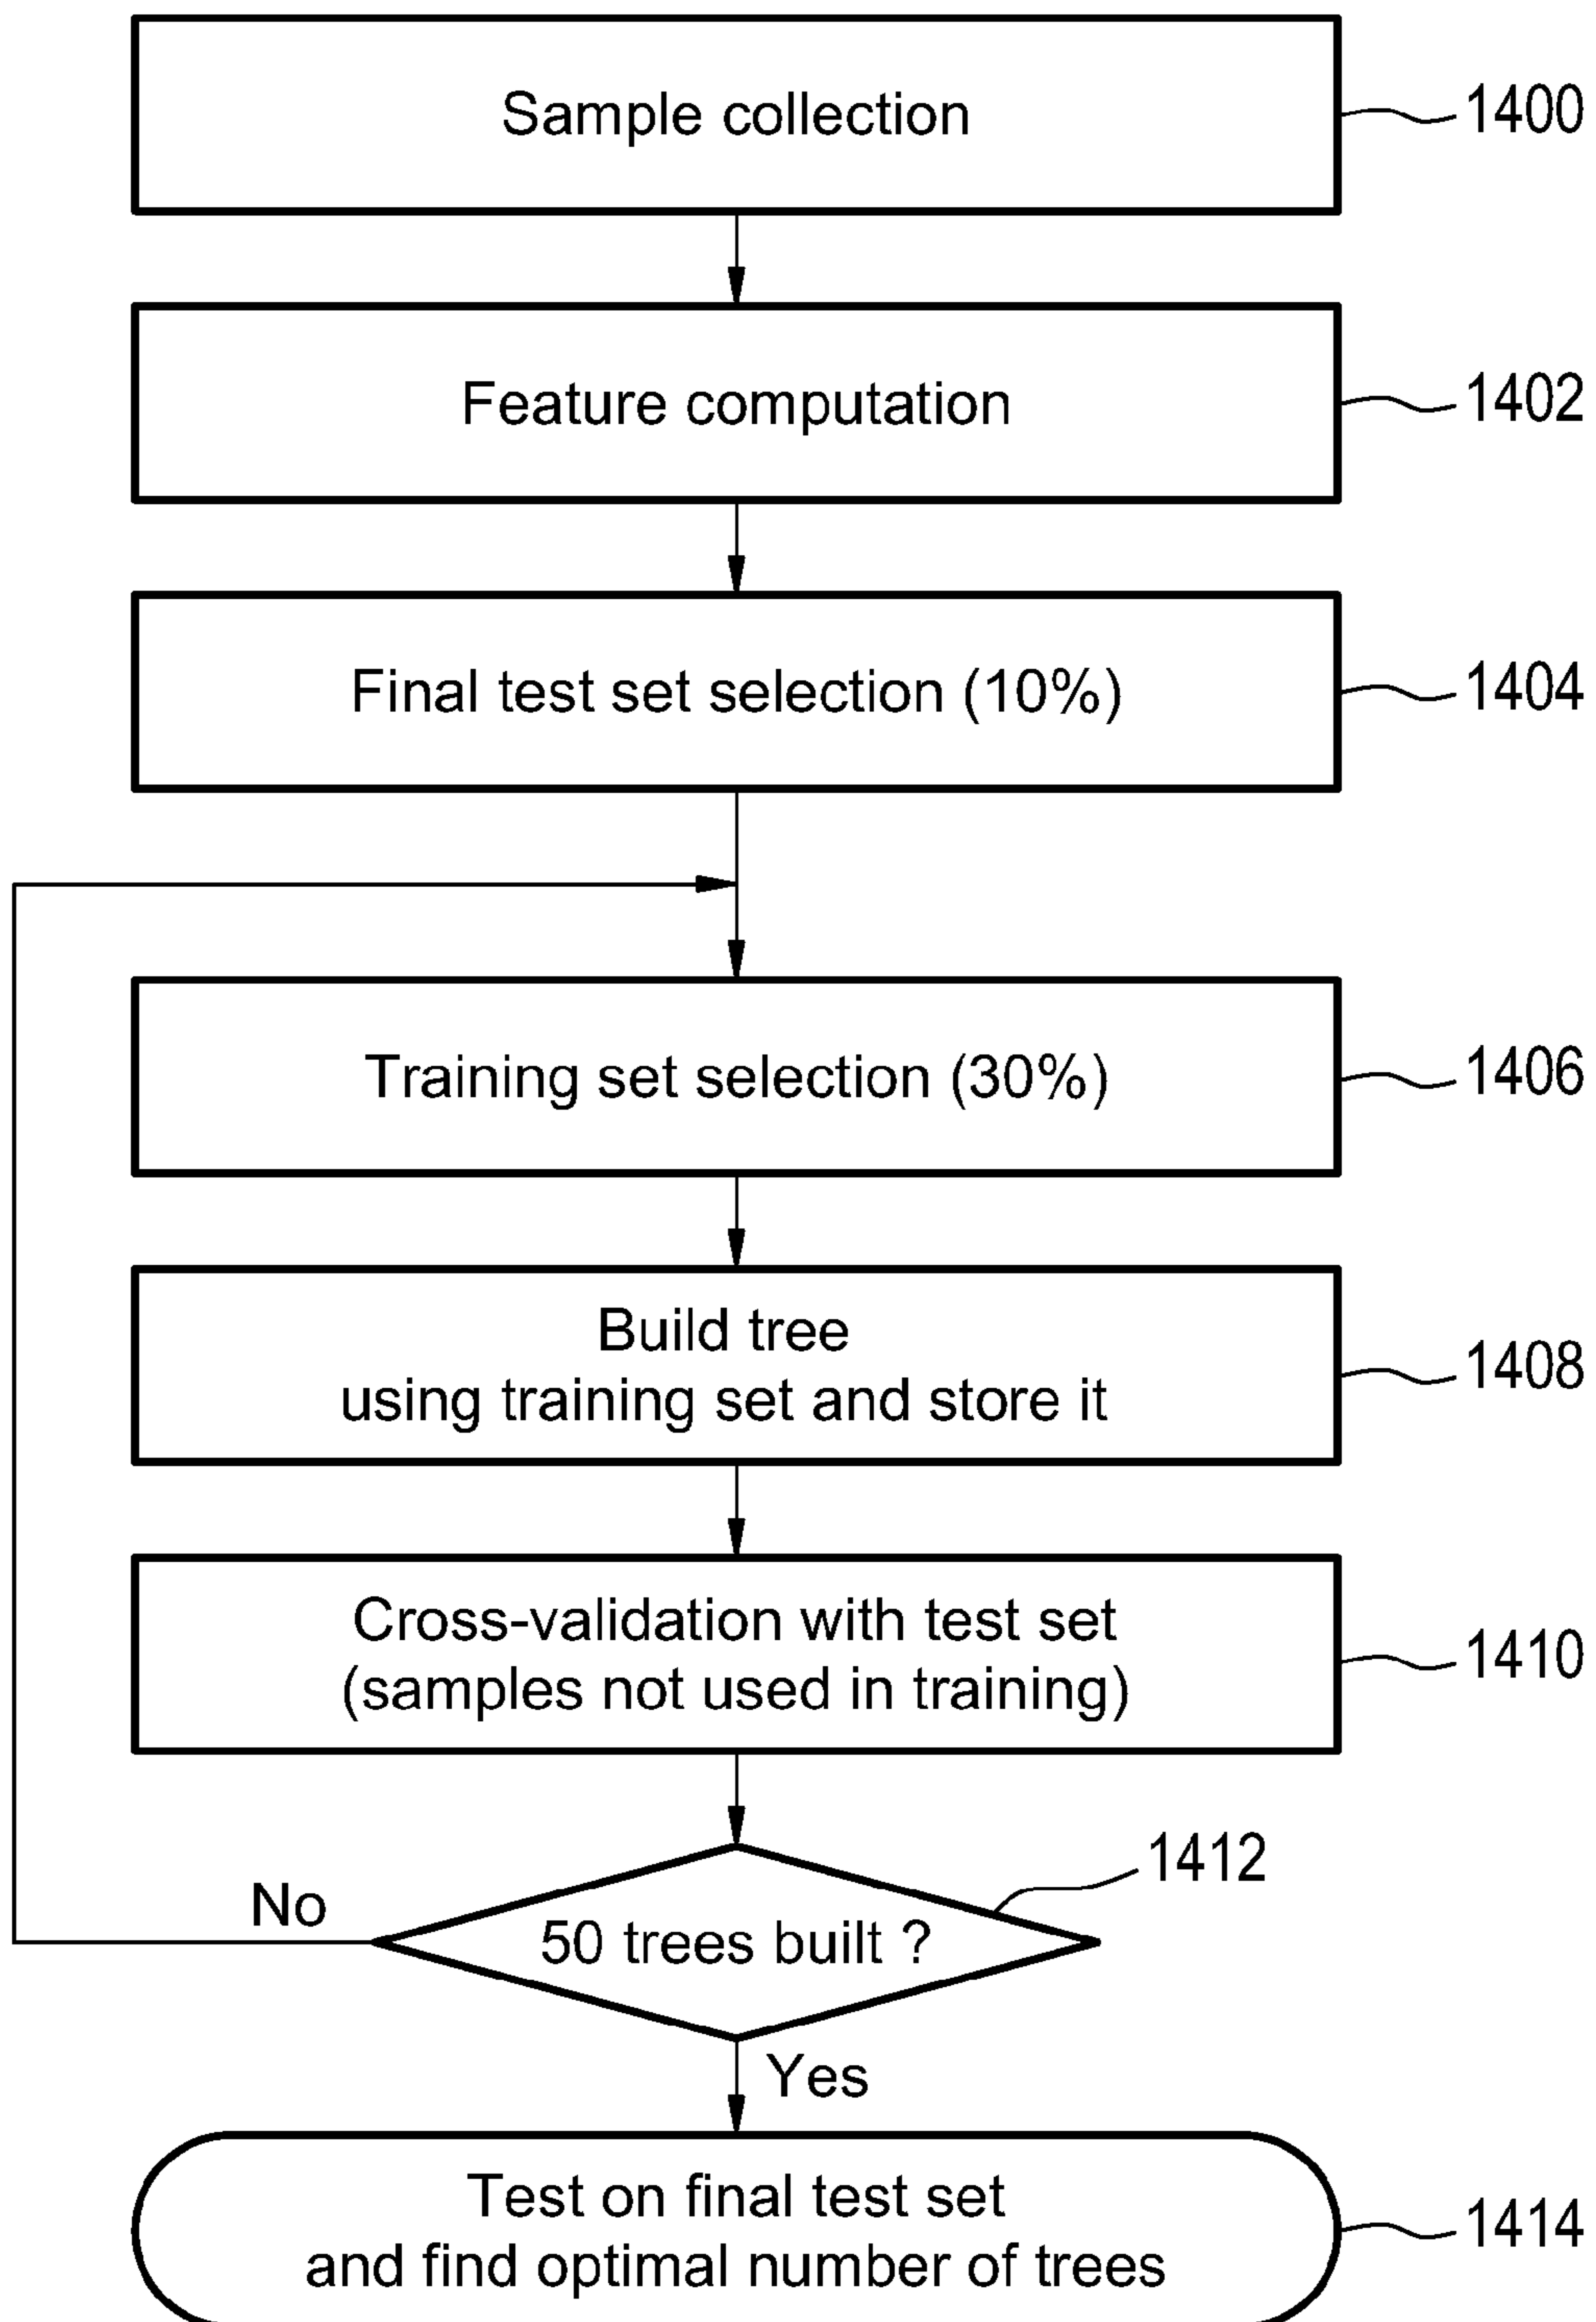 Sample collection
1400
Feature computation
1402
Final test set selection (10%)
1404
Training set selection (30%)
1406
Build tree
using training set and store it
1408
Cross-validation with test set
(samples not used in training)
1410
1412
No
50 trees built ?
Yes
Test on final test set
and find optimal number of trees
1414